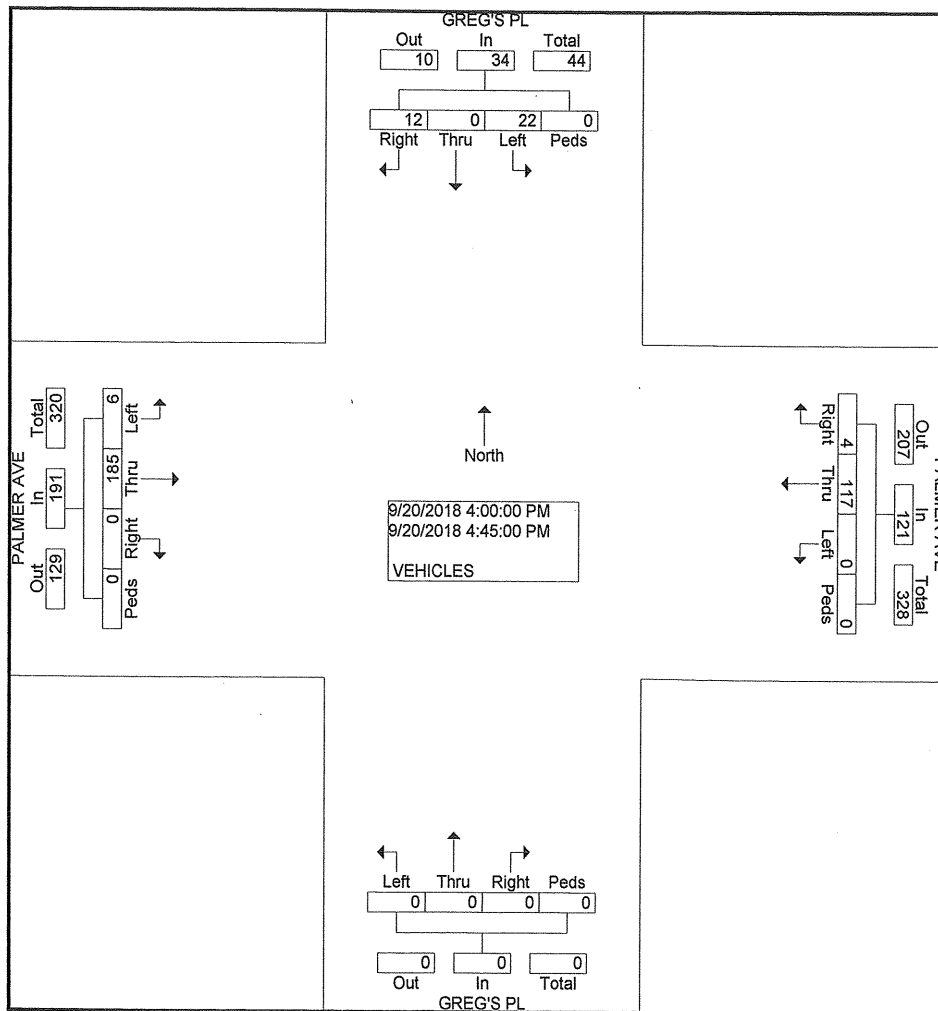 GREG'S PL
Out In Total
10 34 44
12 0 22 0
Right Thru Left Peds
PALMER AVE
Total In Out
320 191 129
6 185 0 0
Left Thru Right Peds
North
9/20/2018 4:00:00 PM
9/20/2018 4:45:00 PM
VEHICLES
Right Thru Left Peds
4 117 0 0
Out In Total
207 121 328
PALMER AVE
Left Thru Right Peds
0 0 0 0
0 0 0
Out In Total
GREG'S PL